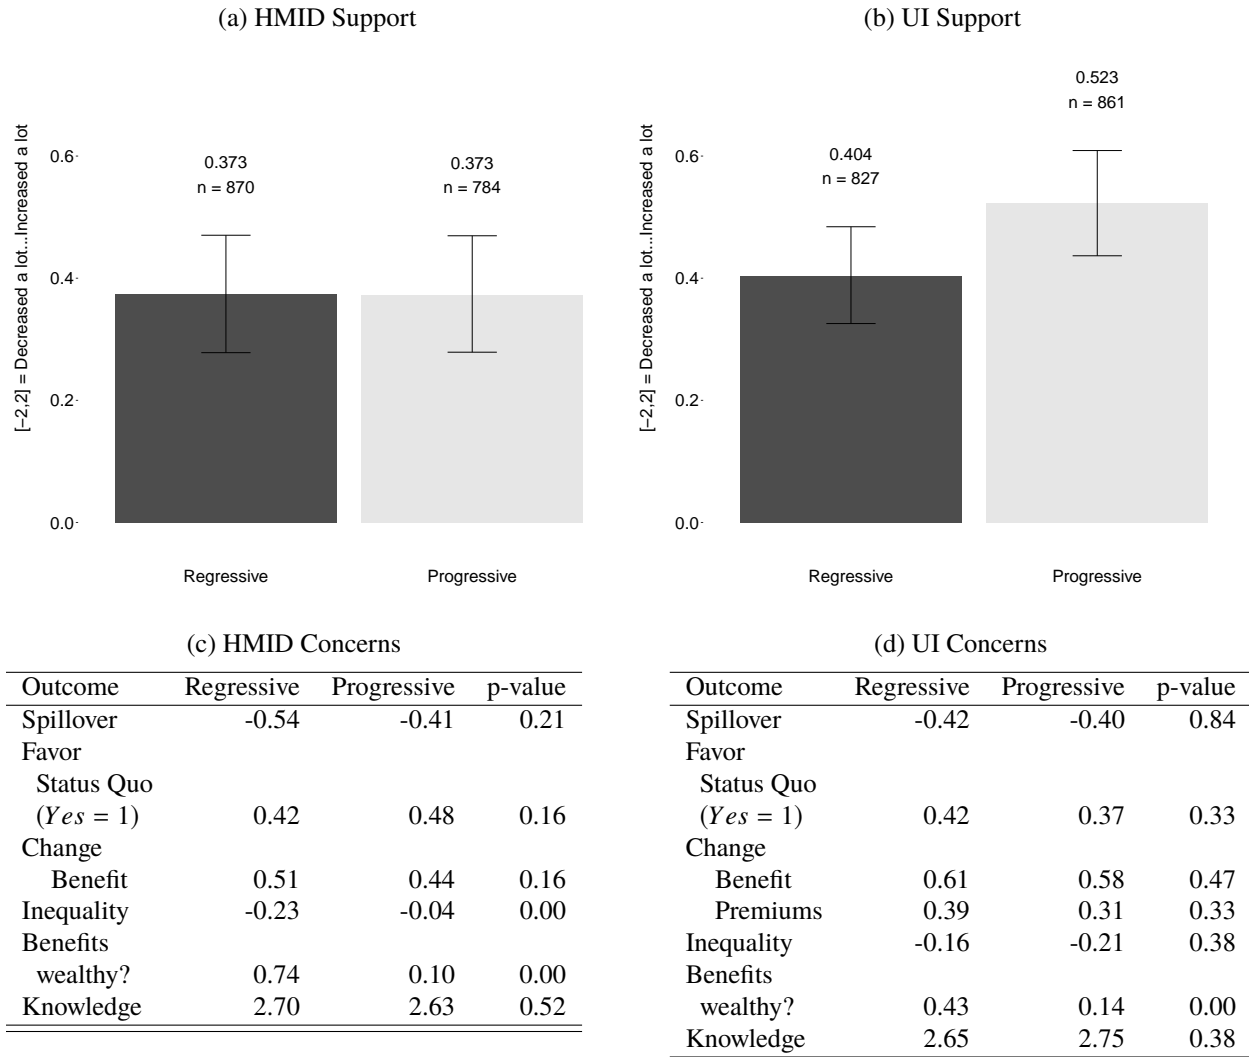 (a) HMID Support
[−2,2] = Decreased a lot...Increased a lot
0.6
0.4
0.2
0.0
0.373
n = 870
0.373
n = 784
Regressive
Progressive
(b) UI Support
[−2,2] = Decreased a lot...Increased a lot
0.6
0.4
0.2
0.0
0.404
n = 827
0.523
n = 861
Regressive
Progressive
(c) HMID Concerns
Outcome Regressive Progressive p-value
Spillover -0.54 -0.41 0.21
Favor
Status Quo
(Yes = 1) 0.42 0.48 0.16
Change
Benefit 0.51 0.44 0.16
Inequality -0.23 -0.04 0.00
Benefits
wealthy? 0.74 0.10 0.00
Knowledge 2.70 2.63 0.52
(d) UI Concerns
Outcome Regressive Progressive p-value
Spillover -0.42 -0.40 0.84
Favor
Status Quo
(Yes = 1) 0.42 0.37 0.33
Change
Benefit 0.61 0.58 0.47
Premiums 0.39 0.31 0.33
Inequality -0.16 -0.21 0.38
Benefits
wealthy? 0.43 0.14 0.00
Knowledge 2.65 2.75 0.38